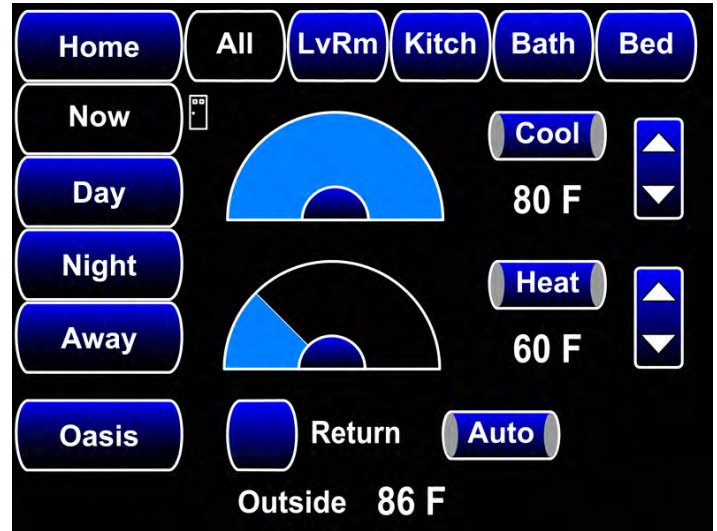 Home All LvRm Kitch Bath Bed
Now
Cool
Day
80 F
Night
Heat
Away
60 F
Oasis Return Auto
Outside 86 F